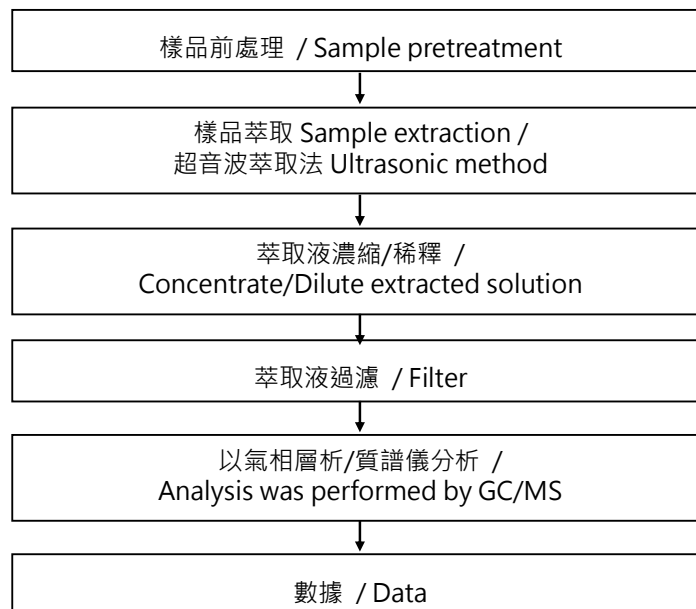 樣品前處理 / Sample pretreatment
樣品萃取 Sample extraction /
超音波萃取法 Ultrasonic method
萃取液濃縮/稀釋 /
Concentrate/Dilute extracted solution
萃取液過濾 / Filter
以氣相層析/質譜儀分析 /
Analysis was performed by GC/MS
數據 / Data